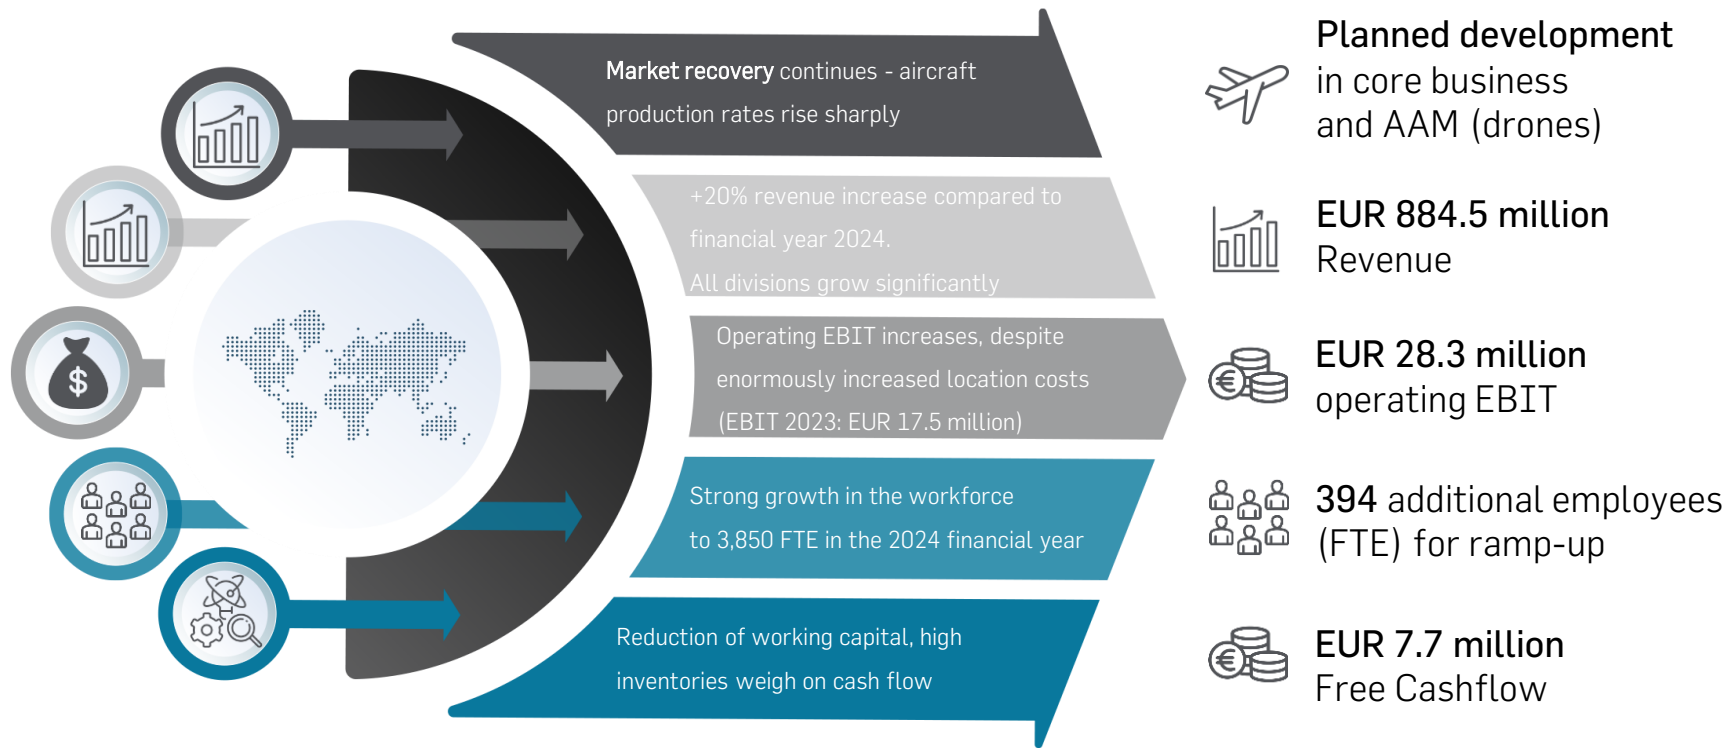 Market recovery continues - aircraft
production rates rise sharply
Planned development
in core business
and AAM (drones)
+20% revenue increase compared to
financial year 2024.
All divisions grow significantly
EUR 884.5 million
Revenue
$
Operating EBIT increases, despite
enormously increased location costs
(EBIT 2023: EUR 17.5 million)
€
EUR 28.3 million
operating EBIT
Strong growth in the workforce
to 3,850 FTE in the 2024 financial year
394 additional employees
(FTE) for ramp-up
Reduction of working capital, high
inventories weigh on cash flow
€
EUR 7.7 million
Free Cashflow